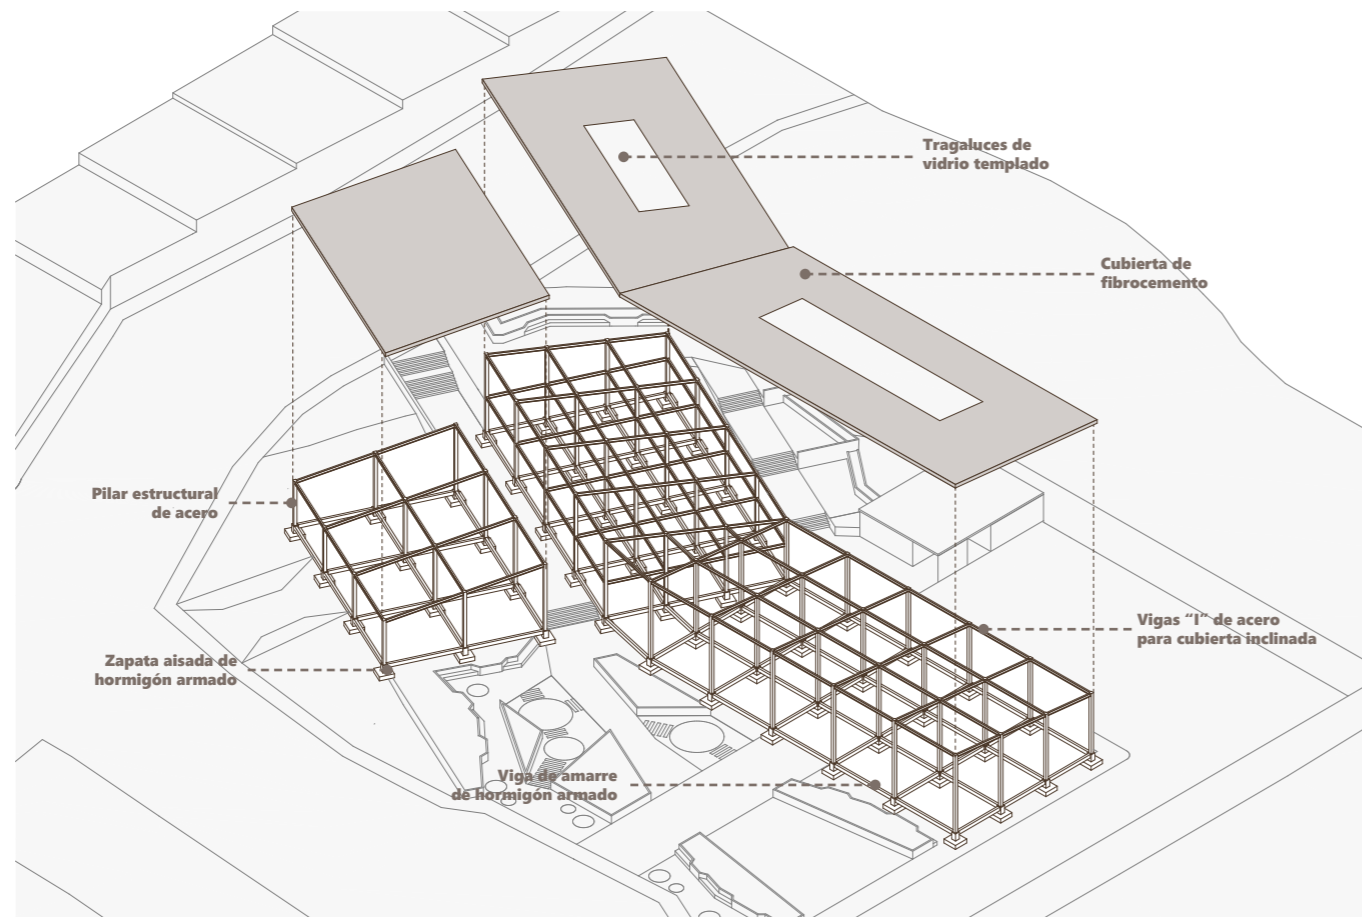 Tragaluces de
vidrio templado
Cubierta de
fibrocemento
Pilar estructural
de acero
Vigas “I” de acero
para cubierta inclinada
Zapata aisada de
hormigón armado
Viga de amarre
de hormigón armado